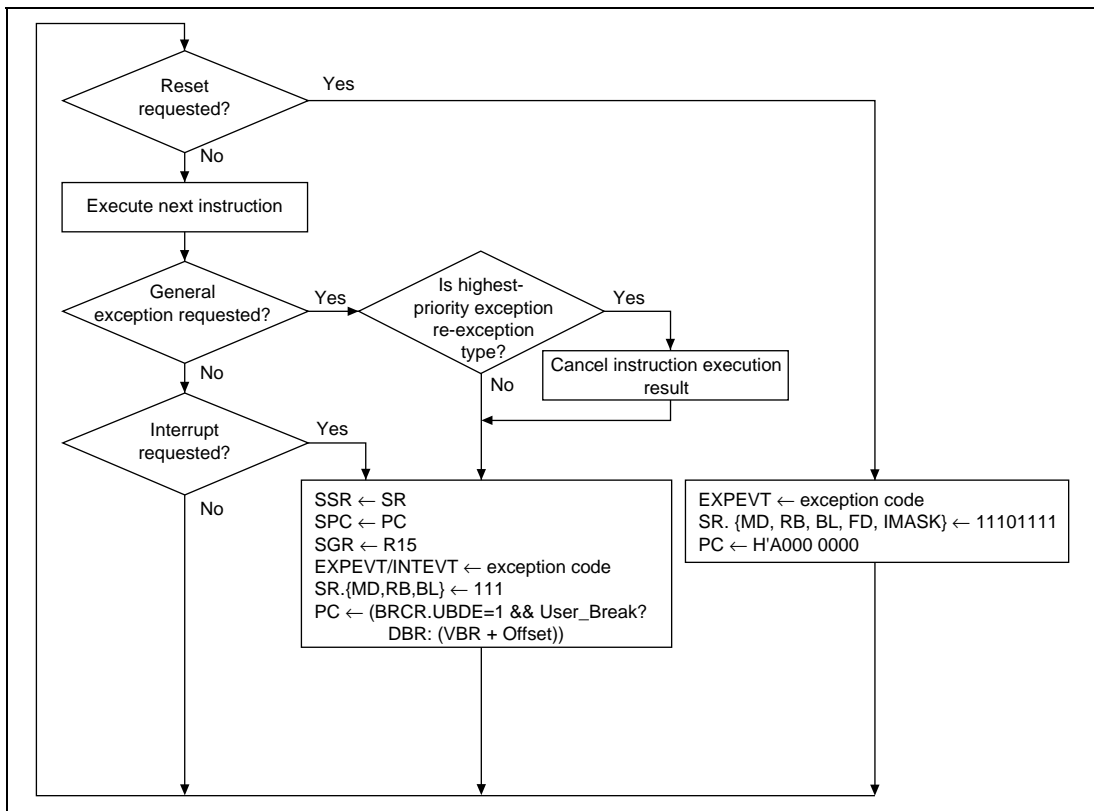 Reset
requested?
Yes
No
Execute next instruction
General
exception requested?
Yes
Is highest-
priority exception
re-exception
type?
Yes
Cancel instruction execution
result
No
No
Interrupt
requested?
Yes
No
SSR ← SR
SPC ← PC
SGR ← R15
EXPEVT/INTEVT ← exception code
SR.{MD,RB,BL} ← 111
PC ← (BRCR.UBDE=1 && User_Break?
DBR: (VBR + Offset))
EXPEVT ← exception code
SR. {MD, RB, BL, FD, IMASK} ← 11101111
PC ← H'A000 0000